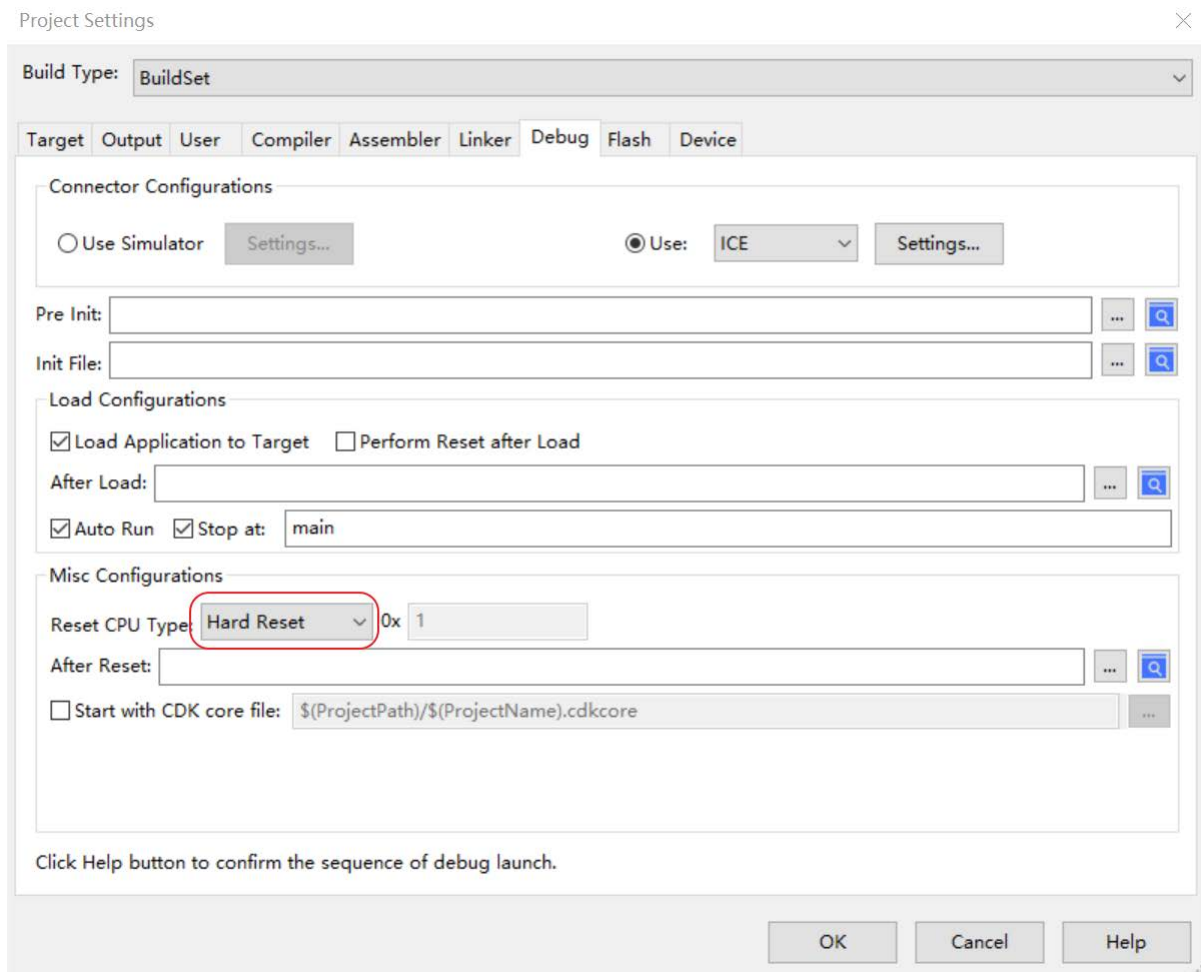 Project Settings
Build Type: BuildSet
Target Output User Compiler Assembler Linker Debug Flash Device
Connector Configurations
Use Simulator Settings... Use: ICE Settings...
Pre Init: ...
Init File: ...
Load Configurations
Load Application to Target Perform Reset after Load
After Load: ...
Auto Run Stop at: main
Misc Configurations
Reset CPU Type: Hard Reset 0x 1
After Reset: ...
Start with CDK core file: $(ProjectPath)/$(ProjectName).cdkcore ...
Click Help button to confirm the sequence of debug launch.
OK Cancel Help